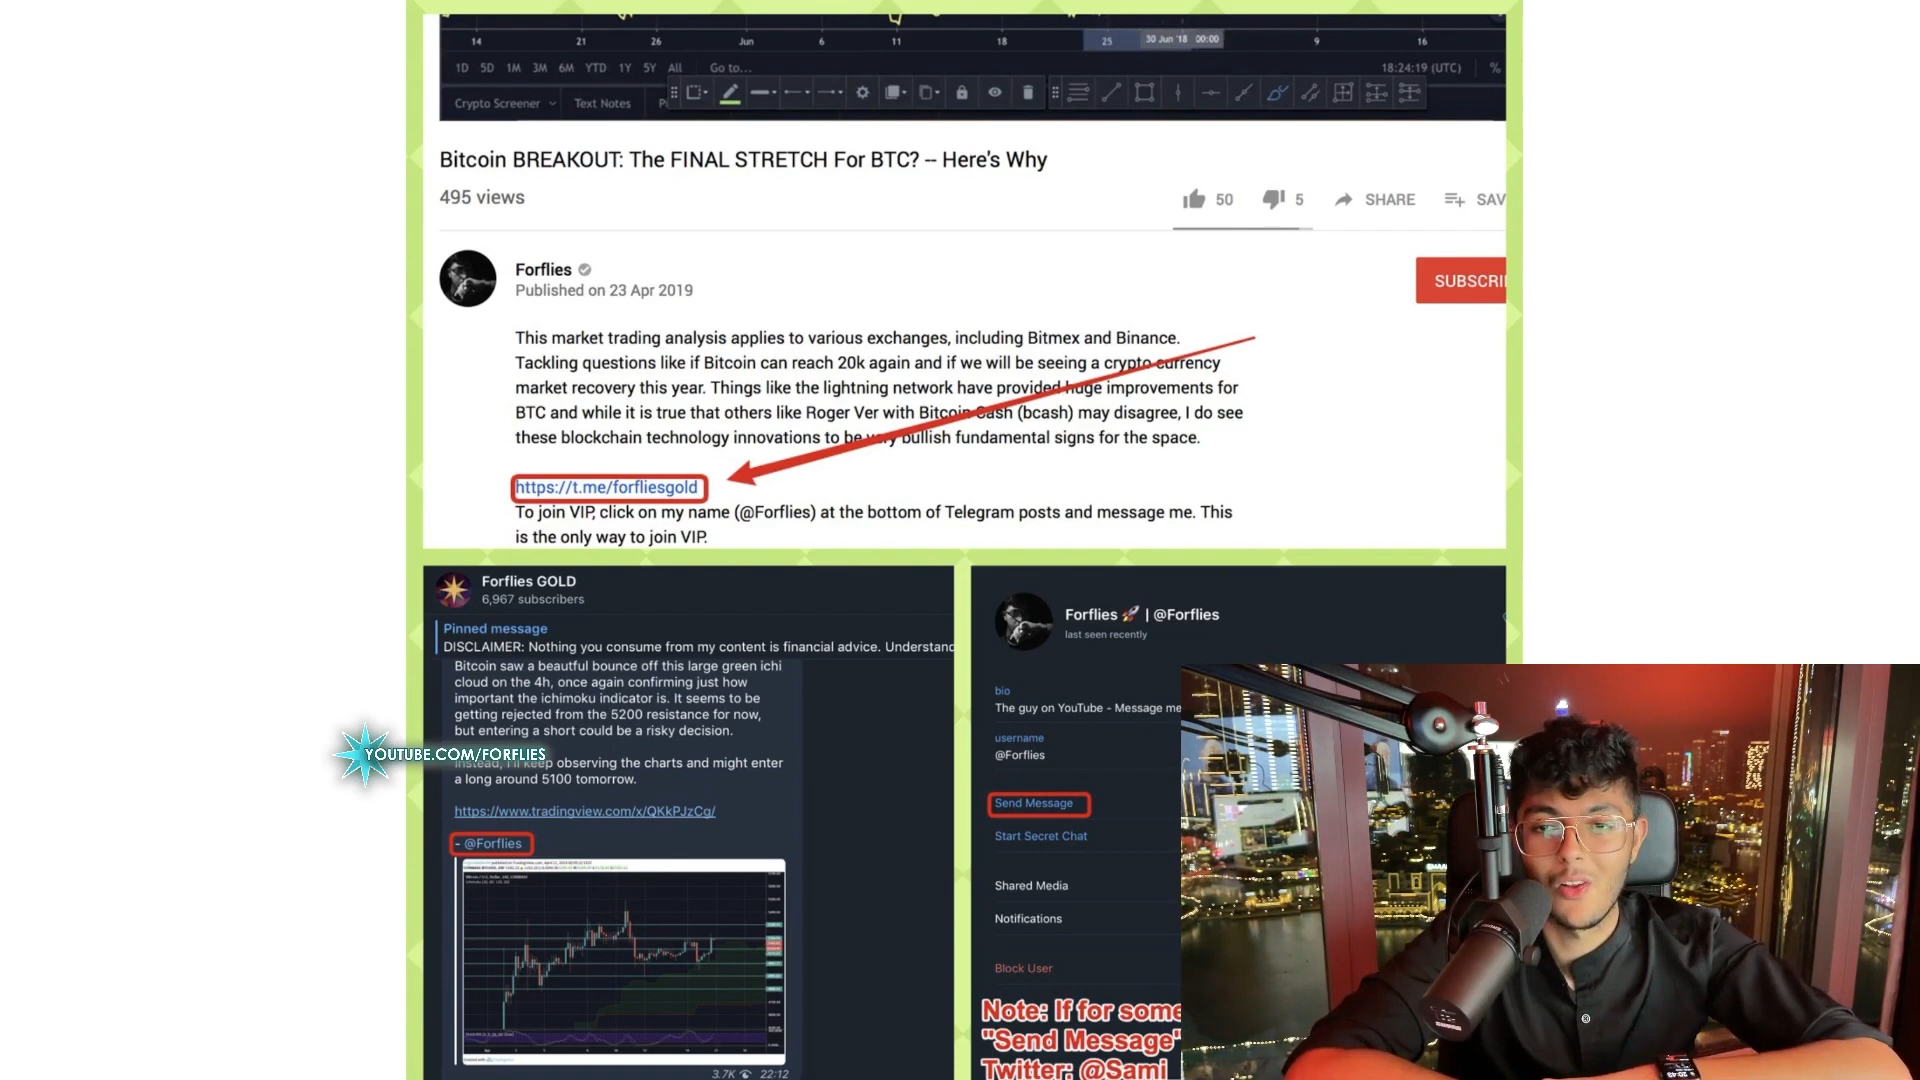 14 21 26 Jun 6 11 18 25 30 Jun '18 00:00 9 16
1D 5D 1M 3M 6M YTD 1Y 5Y All Go to... 18:24:19 (UTC) %
Crypto Screener Text Notes
Bitcoin BREAKOUT: The FINAL STRETCH For BTC? -- Here's Why
495 views
50 5 SHARE SAV
Forflies
Published on 23 Apr 2019
SUBSCRI
This market trading analysis applies to various exchanges, including Bitmex and Binance.
Tackling questions like if Bitcoin can reach 20k again and if we will be seeing a crypto currency
market recovery this year. Things like the lightning network have provided huge improvements for
BTC and while it is true that others like Roger Ver with Bitcoin Cash (bcash) may disagree, I do see
these blockchain technology innovations to be very bullish fundamental signs for the space.
https://t.me/forfliesgold
To join VIP, click on my name (@Forflies) at the bottom of Telegram posts and message me. This
is the only way to join VIP.
Forflies GOLD
6,967 subscribers
Pinned message
DISCLAIMER: Nothing you consume from my content is financial advice. Understand
Bitcoin saw a beautful bounce off this large green ichi
cloud on the 4h, once again confirming just how
important the ichimoku indicator is. It seems to be
getting rejected from the 5200 resistance for now,
but entering a short could be a risky decision.
YOUTUBE.COM/FORFLIES
Instead, I'll keep observing the charts and might enter
a long around 5100 tomorrow.
https://www.tradingview.com/x/QKkPJzCg/
- @Forflies
3.7K 22:12
Forflies 🚀 | @Forflies
last seen recently
bio
The guy on YouTube - Message me
username
@Forflies
Send Message
Start Secret Chat
Shared Media
Notifications
Block User
Note: If for some
"Send Message"
Twitter: @Sami